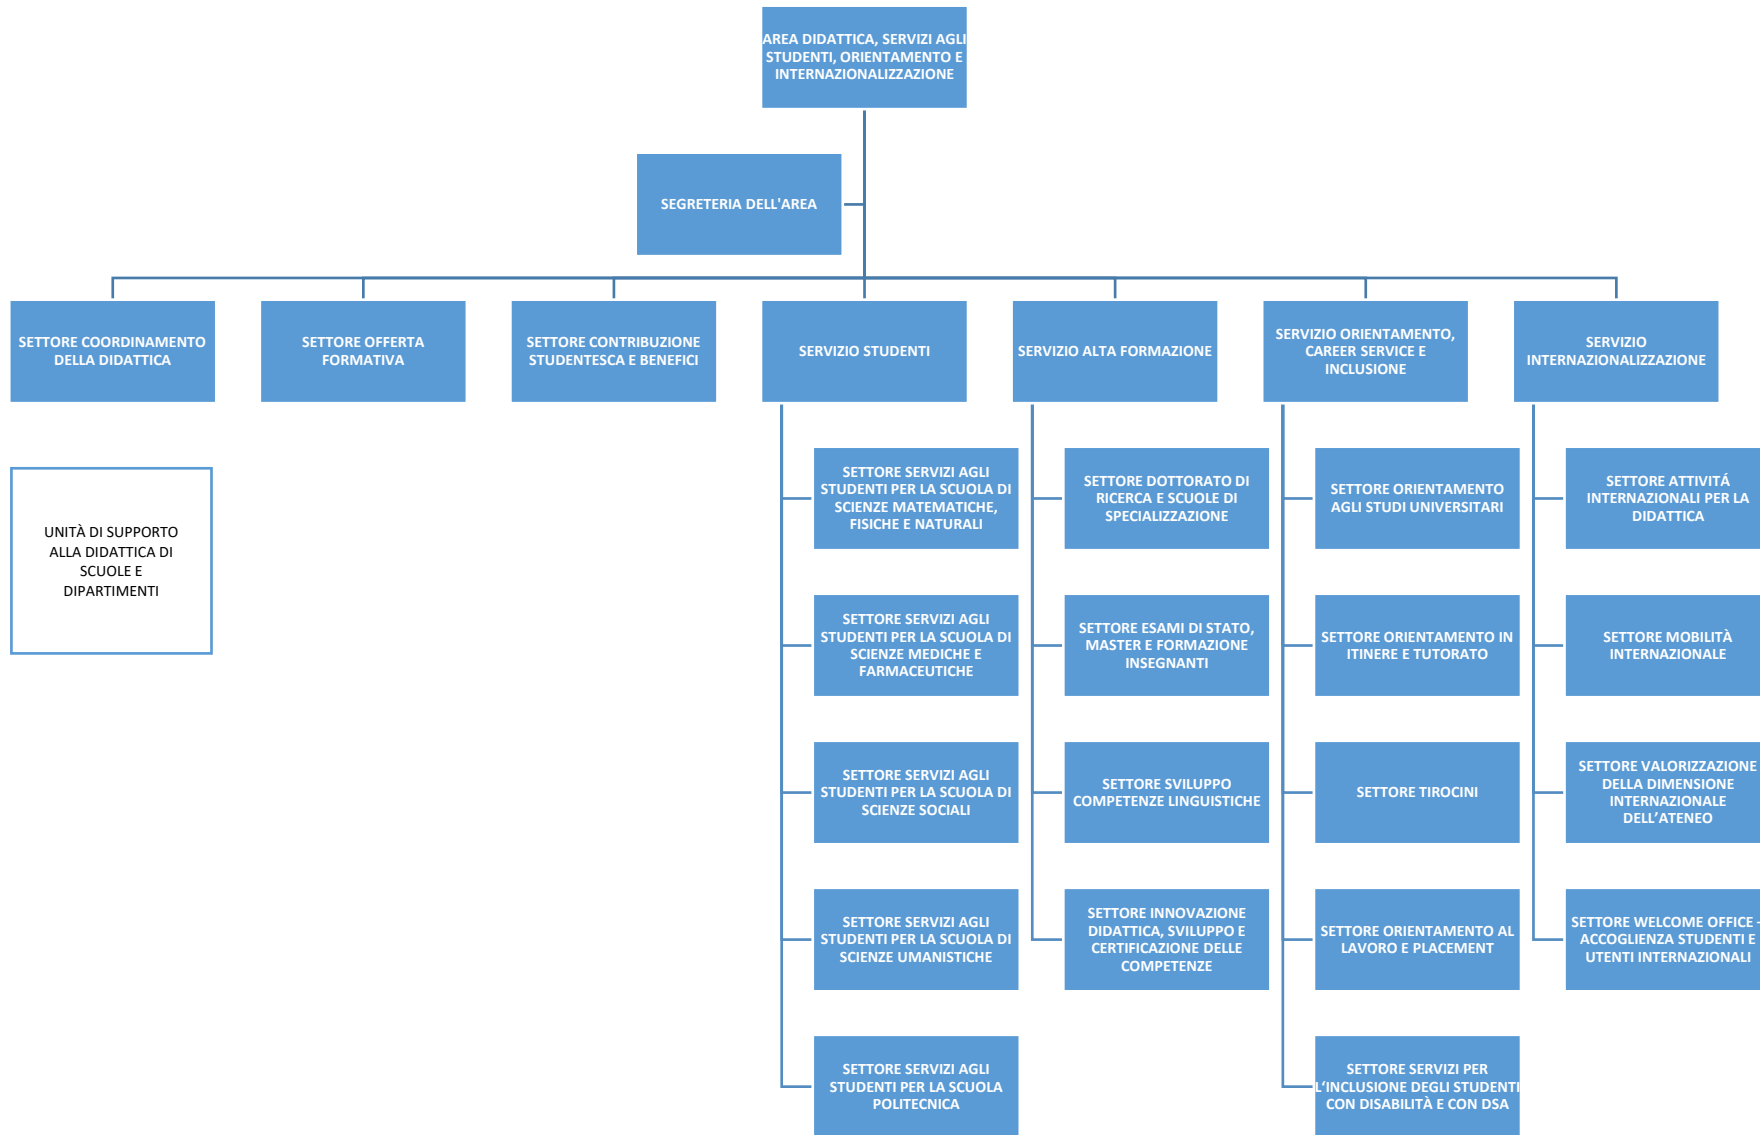 AREA DIDATTICA, SERVIZI AGLI
STUDENTI, ORIENTAMENTO E
INTERNAZIONALIZZAZIONE
SEGRETERIA DELL'AREA
SETTORE COORDINAMENTO
DELLA DIDATTICA
SETTORE OFFERTA
FORMATIVA
SETTORE CONTRIBUZIONE
STUDENTESCA E BENEFICI
SERVIZIO STUDENTI
SERVIZIO ALTA FORMAZIONE
SERVIZIO ORIENTAMENTO,
CAREER SERVICE E
INCLUSIONE
SERVIZIO
INTERNAZIONALIZZAZIONE
UNITÀ DI SUPPORTO
ALLA DIDATTICA DI
SCUOLE E
DIPARTIMENTI
SETTORE SERVIZI AGLI
STUDENTI PER LA SCUOLA DI
SCIENZE MATEMATICHE,
FISICHE E NATURALI
SETTORE SERVIZI AGLI
STUDENTI PER LA SCUOLA DI
SCIENZE MEDICHE E
FARMACEUTICHE
SETTORE SERVIZI AGLI
STUDENTI PER LA SCUOLA DI
SCIENZE SOCIALI
SETTORE SERVIZI AGLI
STUDENTI PER LA SCUOLA DI
SCIENZE UMANISTICHE
SETTORE SERVIZI AGLI
STUDENTI PER LA SCUOLA
POLITECNICA
SETTORE DOTTORATO DI
RICERCA E SCUOLE DI
SPECIALIZZAZIONE
SETTORE ESAMI DI STATO,
MASTER E FORMAZIONE
INSEGNANTI
SETTORE SVILUPPO
COMPETENZE LINGUISTICHE
SETTORE INNOVAZIONE
DIDATTICA, SVILUPPO E
CERTIFICAZIONE DELLE
COMPETENZE
SETTORE ORIENTAMENTO
AGLI STUDI UNIVERSITARI
SETTORE ORIENTAMENTO IN
ITINERE E TUTORATO
SETTORE TIROCINI
SETTORE ORIENTAMENTO AL
LAVORO E PLACEMENT
SETTORE SERVIZI PER
L‘INCLUSIONE DEGLI STUDENTI
CON DISABILITÀ E CON DSA
SETTORE ATTIVITÁ
INTERNAZIONALI PER LA
DIDATTICA
SETTORE MOBILITÀ
INTERNAZIONALE
SETTORE VALORIZZAZIONE
DELLA DIMENSIONE
INTERNAZIONALE
DELL’ATENEO
SETTORE WELCOME OFFICE -
ACCOGLIENZA STUDENTI E
UTENTI INTERNAZIONALI